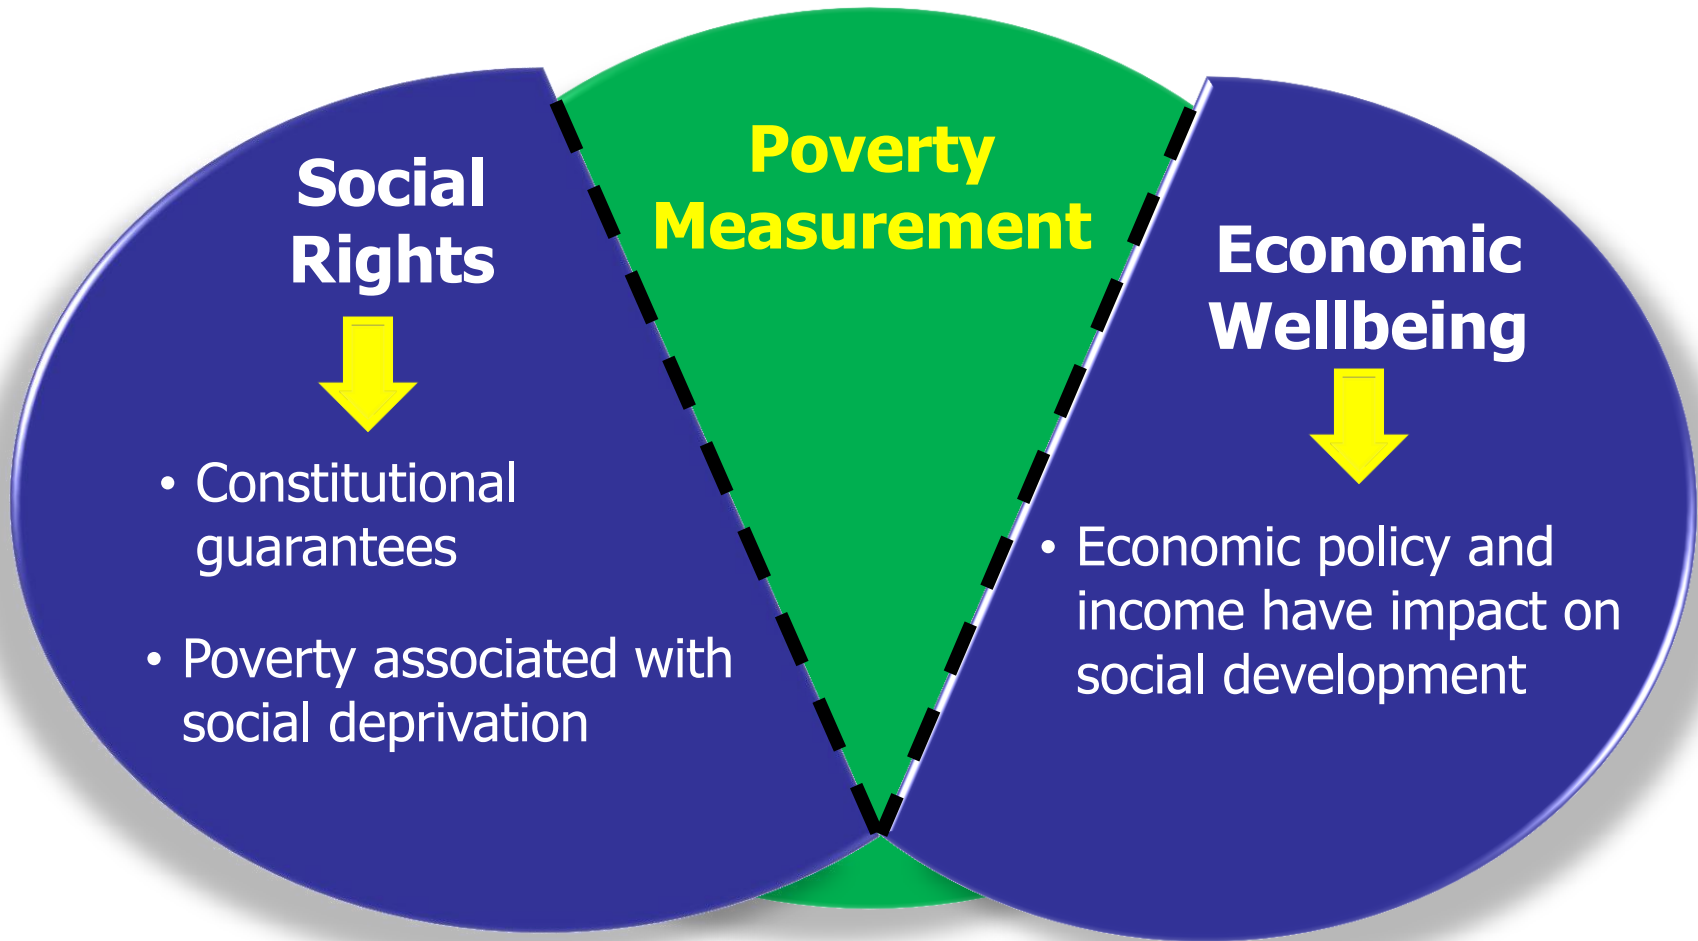 Social
Rights
• Constitutional
guarantees
• Poverty associated with
social deprivation
Poverty
Measurement
Economic
Wellbeing
• Economic policy and
income have impact on
social development